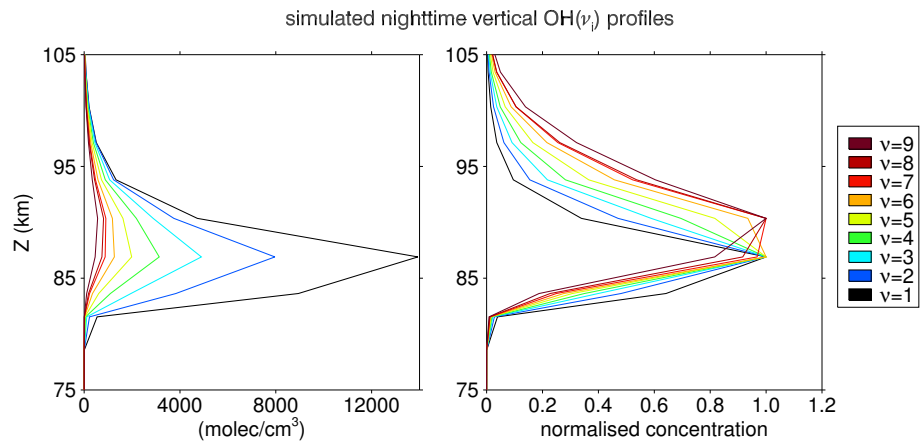 simulated nighttime vertical OH(νᵢ) profiles
105
95
85
75
Z (km)
0 4000 8000 12000
(molec/cm³)
105
95
85
75
0 0.2 0.4 0.6 0.8 1.0 1.2
normalised concentration
ν=9
ν=8
ν=7
ν=6
ν=5
ν=4
ν=3
ν=2
ν=1